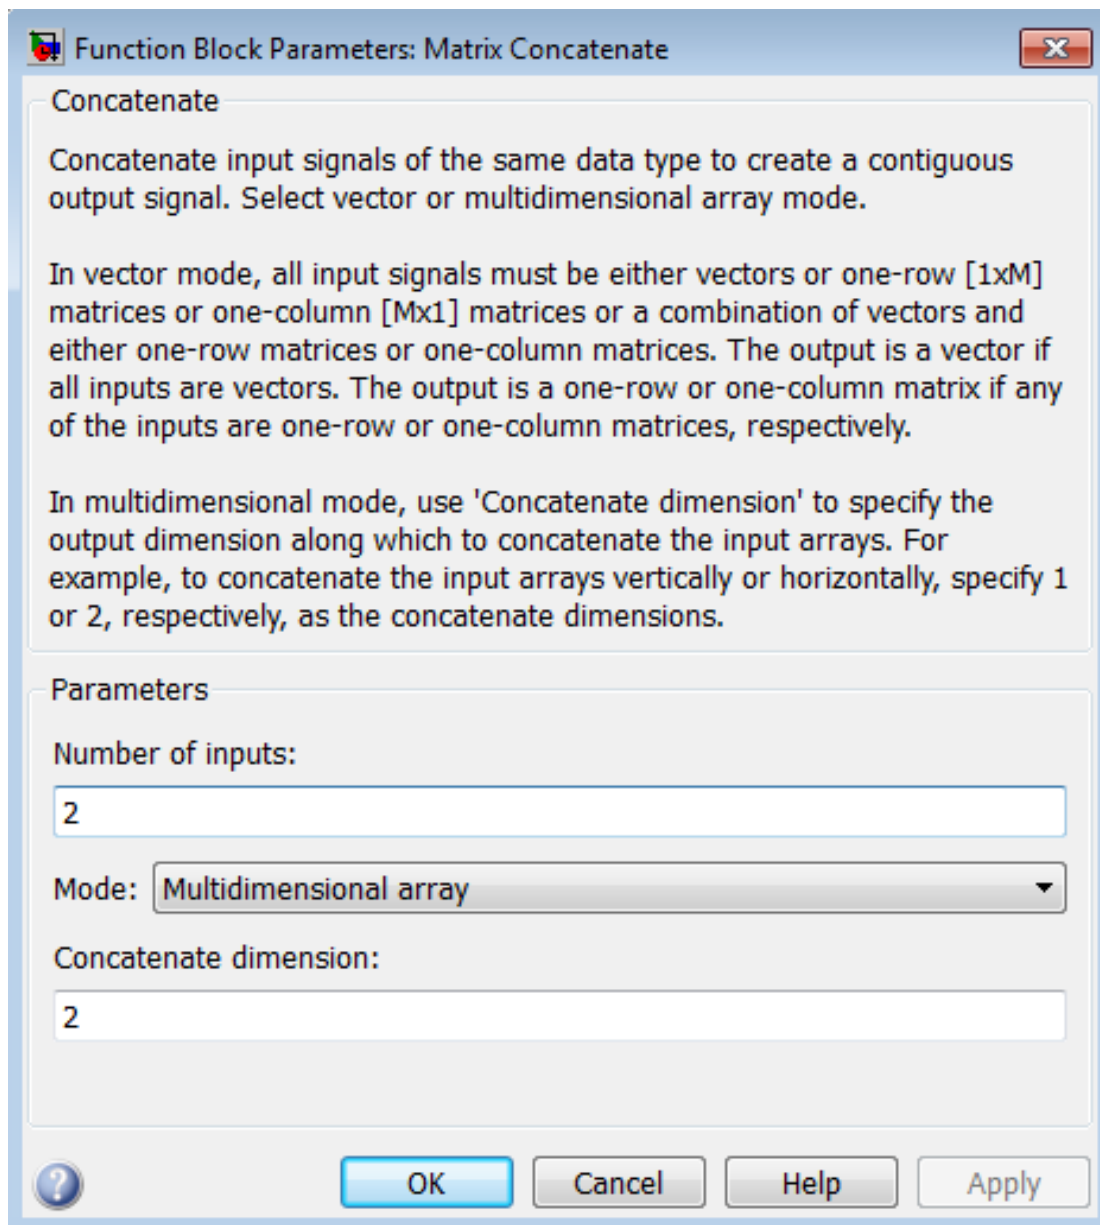 Function Block Parameters: Matrix Concatenate
Concatenate
Concatenate input signals of the same data type to create a contiguous
output signal. Select vector or multidimensional array mode.
In vector mode, all input signals must be either vectors or one-row [1xM]
matrices or one-column [Mx1] matrices or a combination of vectors and
either one-row matrices or one-column matrices. The output is a vector if
all inputs are vectors. The output is a one-row or one-column matrix if any
of the inputs are one-row or one-column matrices, respectively.
In multidimensional mode, use 'Concatenate dimension' to specify the
output dimension along which to concatenate the input arrays. For
example, to concatenate the input arrays vertically or horizontally, specify 1
or 2, respectively, as the concatenate dimensions.
Parameters
Number of inputs:
2
Mode: Multidimensional array
Concatenate dimension:
2
? OK Cancel Help Apply